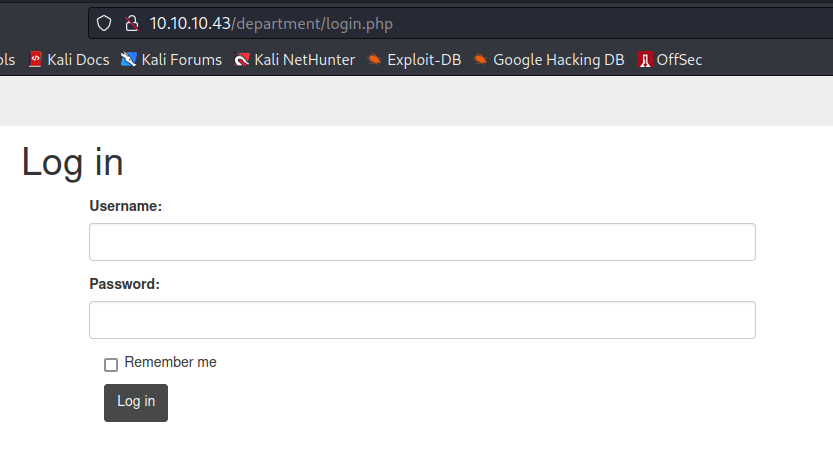 10.10.10.43/department/login.php
ols Kali Docs Kali Forums Kali NetHunter Exploit-DB Google Hacking DB OffSec
Log in
Username:
Password:
Remember me
Log in